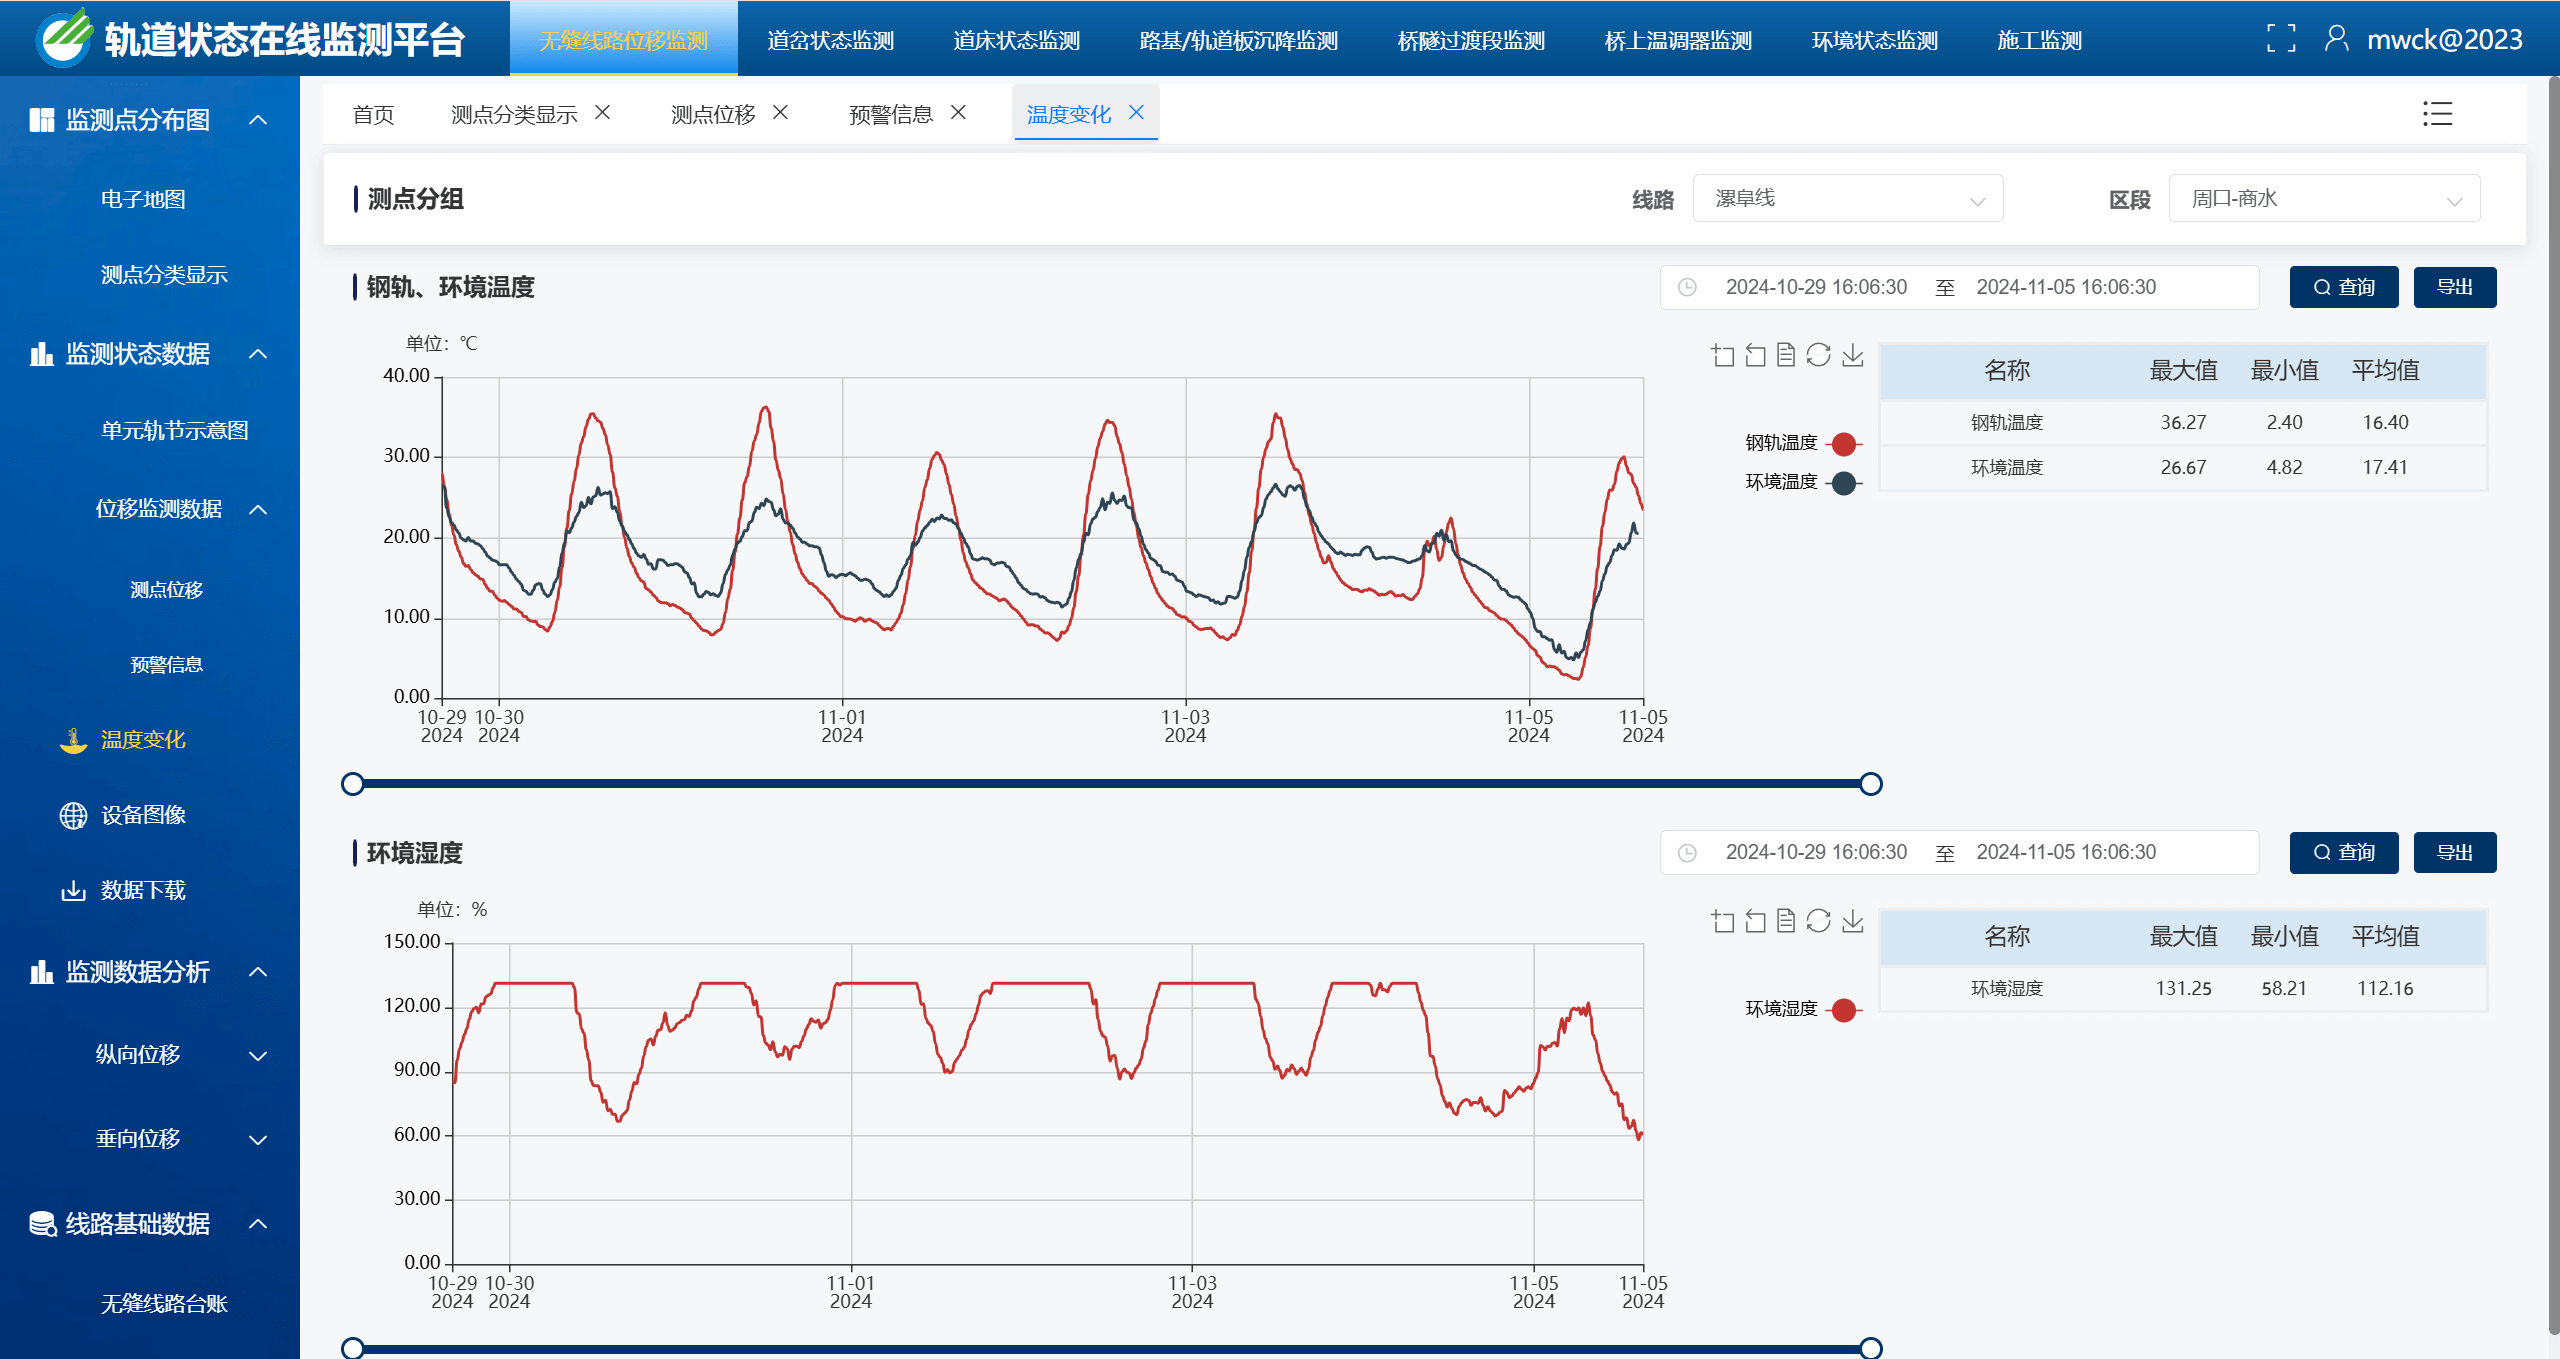 轨道状态在线监测平台
无缝线路位移监测 道岔状态监测 道床状态监测 路基/轨道板沉降监测 桥隧过渡段监测 桥上温调器监测 环境状态监测 施工监测 mwck@2023
监测点分布图
电子地图
测点分类显示
监测状态数据
单元轨节示意图
位移监测数据
测点位移
预警信息
温度变化
设备图像
数据下载
监测数据分析
纵向位移
垂向位移
线路基础数据
无缝线路台账
首页 测点分类显示 测点位移 预警信息 温度变化
测点分组 线路 漯阜线 区段 周口-商水
钢轨、环境温度 2024-10-29 16:06:30 至 2024-11-05 16:06:30 查询 导出
单位：℃
40.00
30.00
20.00
10.00
0.00
10-29 2024
10-30 2024
11-01 2024
11-03 2024
11-05 2024
11-05 2024
钢轨温度
环境温度
名称 最大值 最小值 平均值
钢轨温度 36.27 2.40 16.40
环境温度 26.67 4.82 17.41
环境湿度 2024-10-29 16:06:30 至 2024-11-05 16:06:30 查询 导出
单位：%
150.00
120.00
90.00
60.00
30.00
0.00
10-29 2024
10-30 2024
11-01 2024
11-03 2024
11-05 2024
11-05 2024
环境湿度
名称 最大值 最小值 平均值
环境湿度 131.25 58.21 112.16